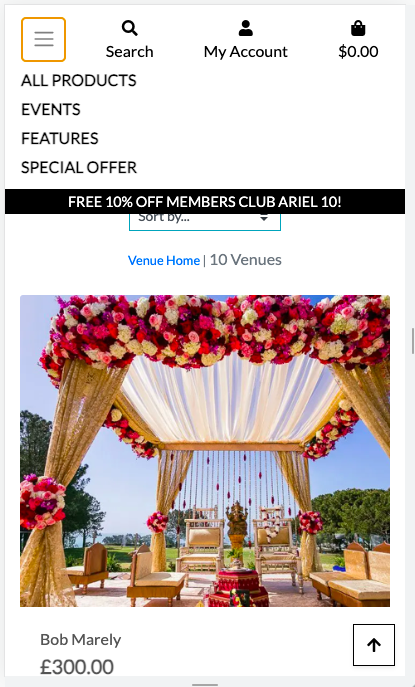 Search
My Account
$0.00
ALL PRODUCTS
EVENTS
FEATURES
SPECIAL OFFER
FREE 10% OFF MEMBERS CLUB ARIEL 10!
Sort by...
Venue Home | 10 Venues
Bob Marely
£300.00